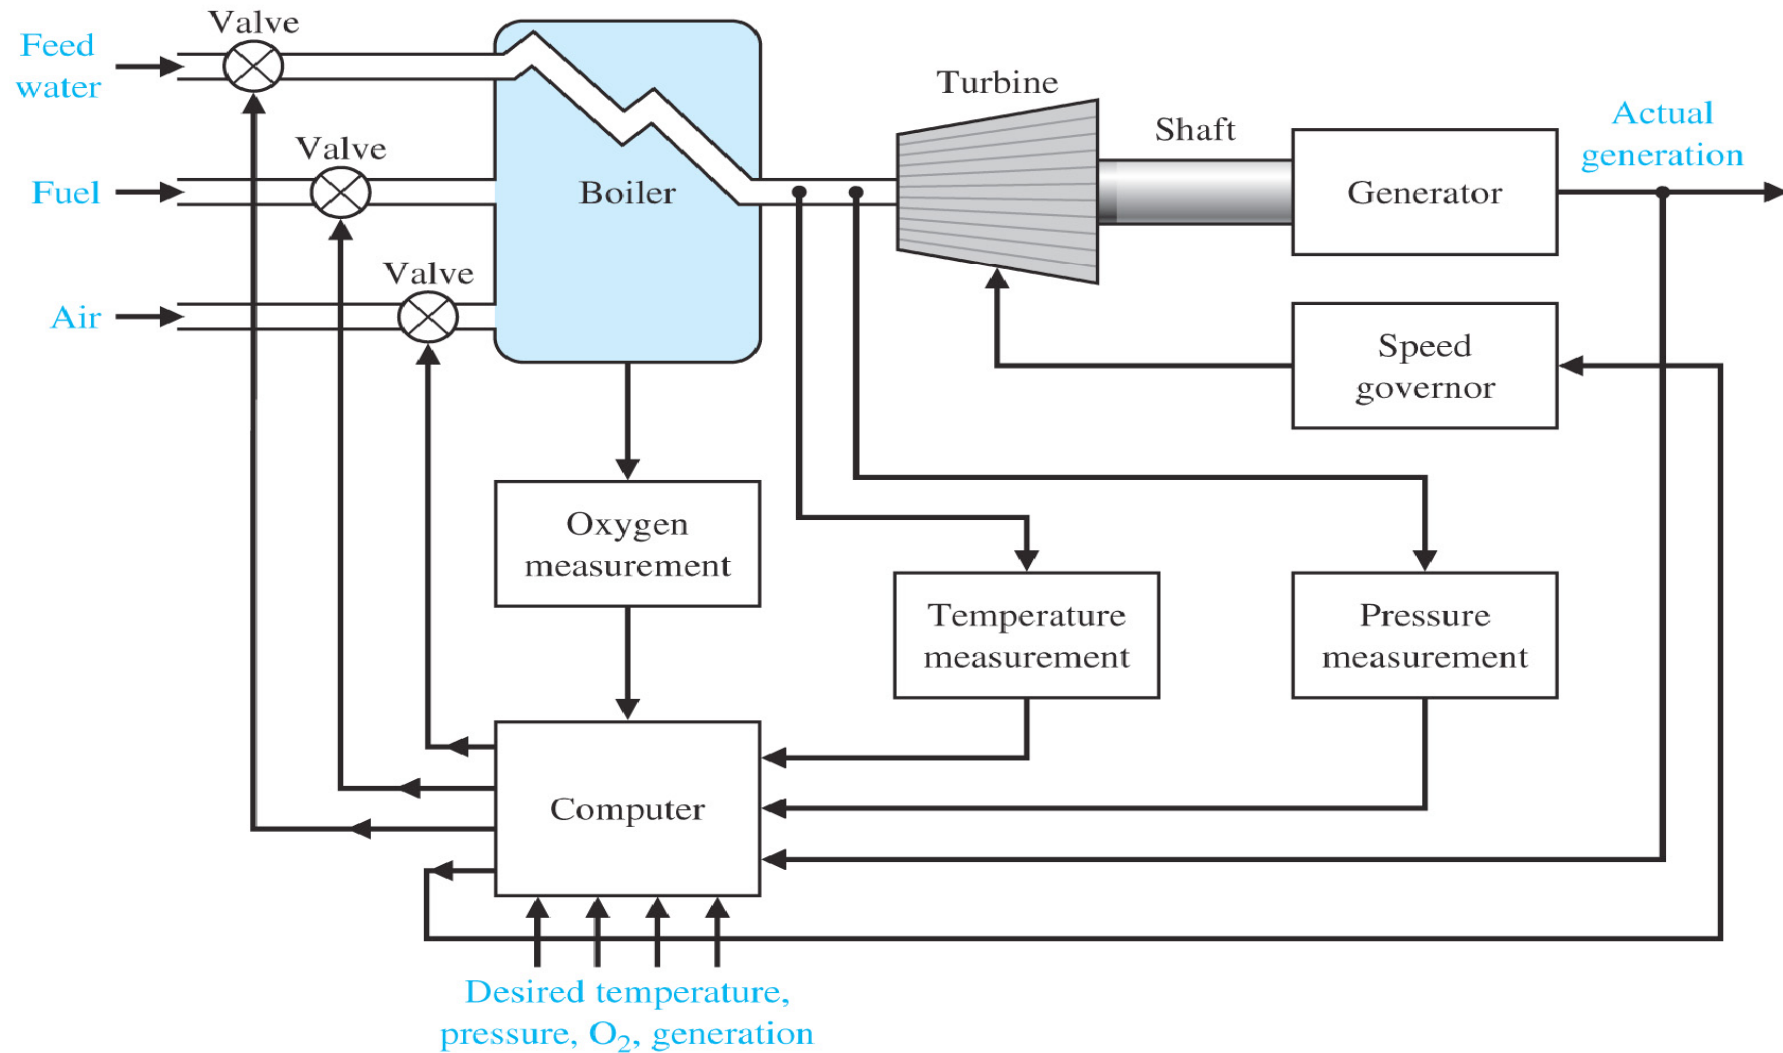 Valve
Feed
water
Turbine
Shaft
Actual
generation
Valve
Fuel
Boiler
Generator
Valve
Air
Speed
governor
Oxygen
measurement
Temperature
measurement
Pressure
measurement
Computer
Desired temperature,
pressure, O₂, generation